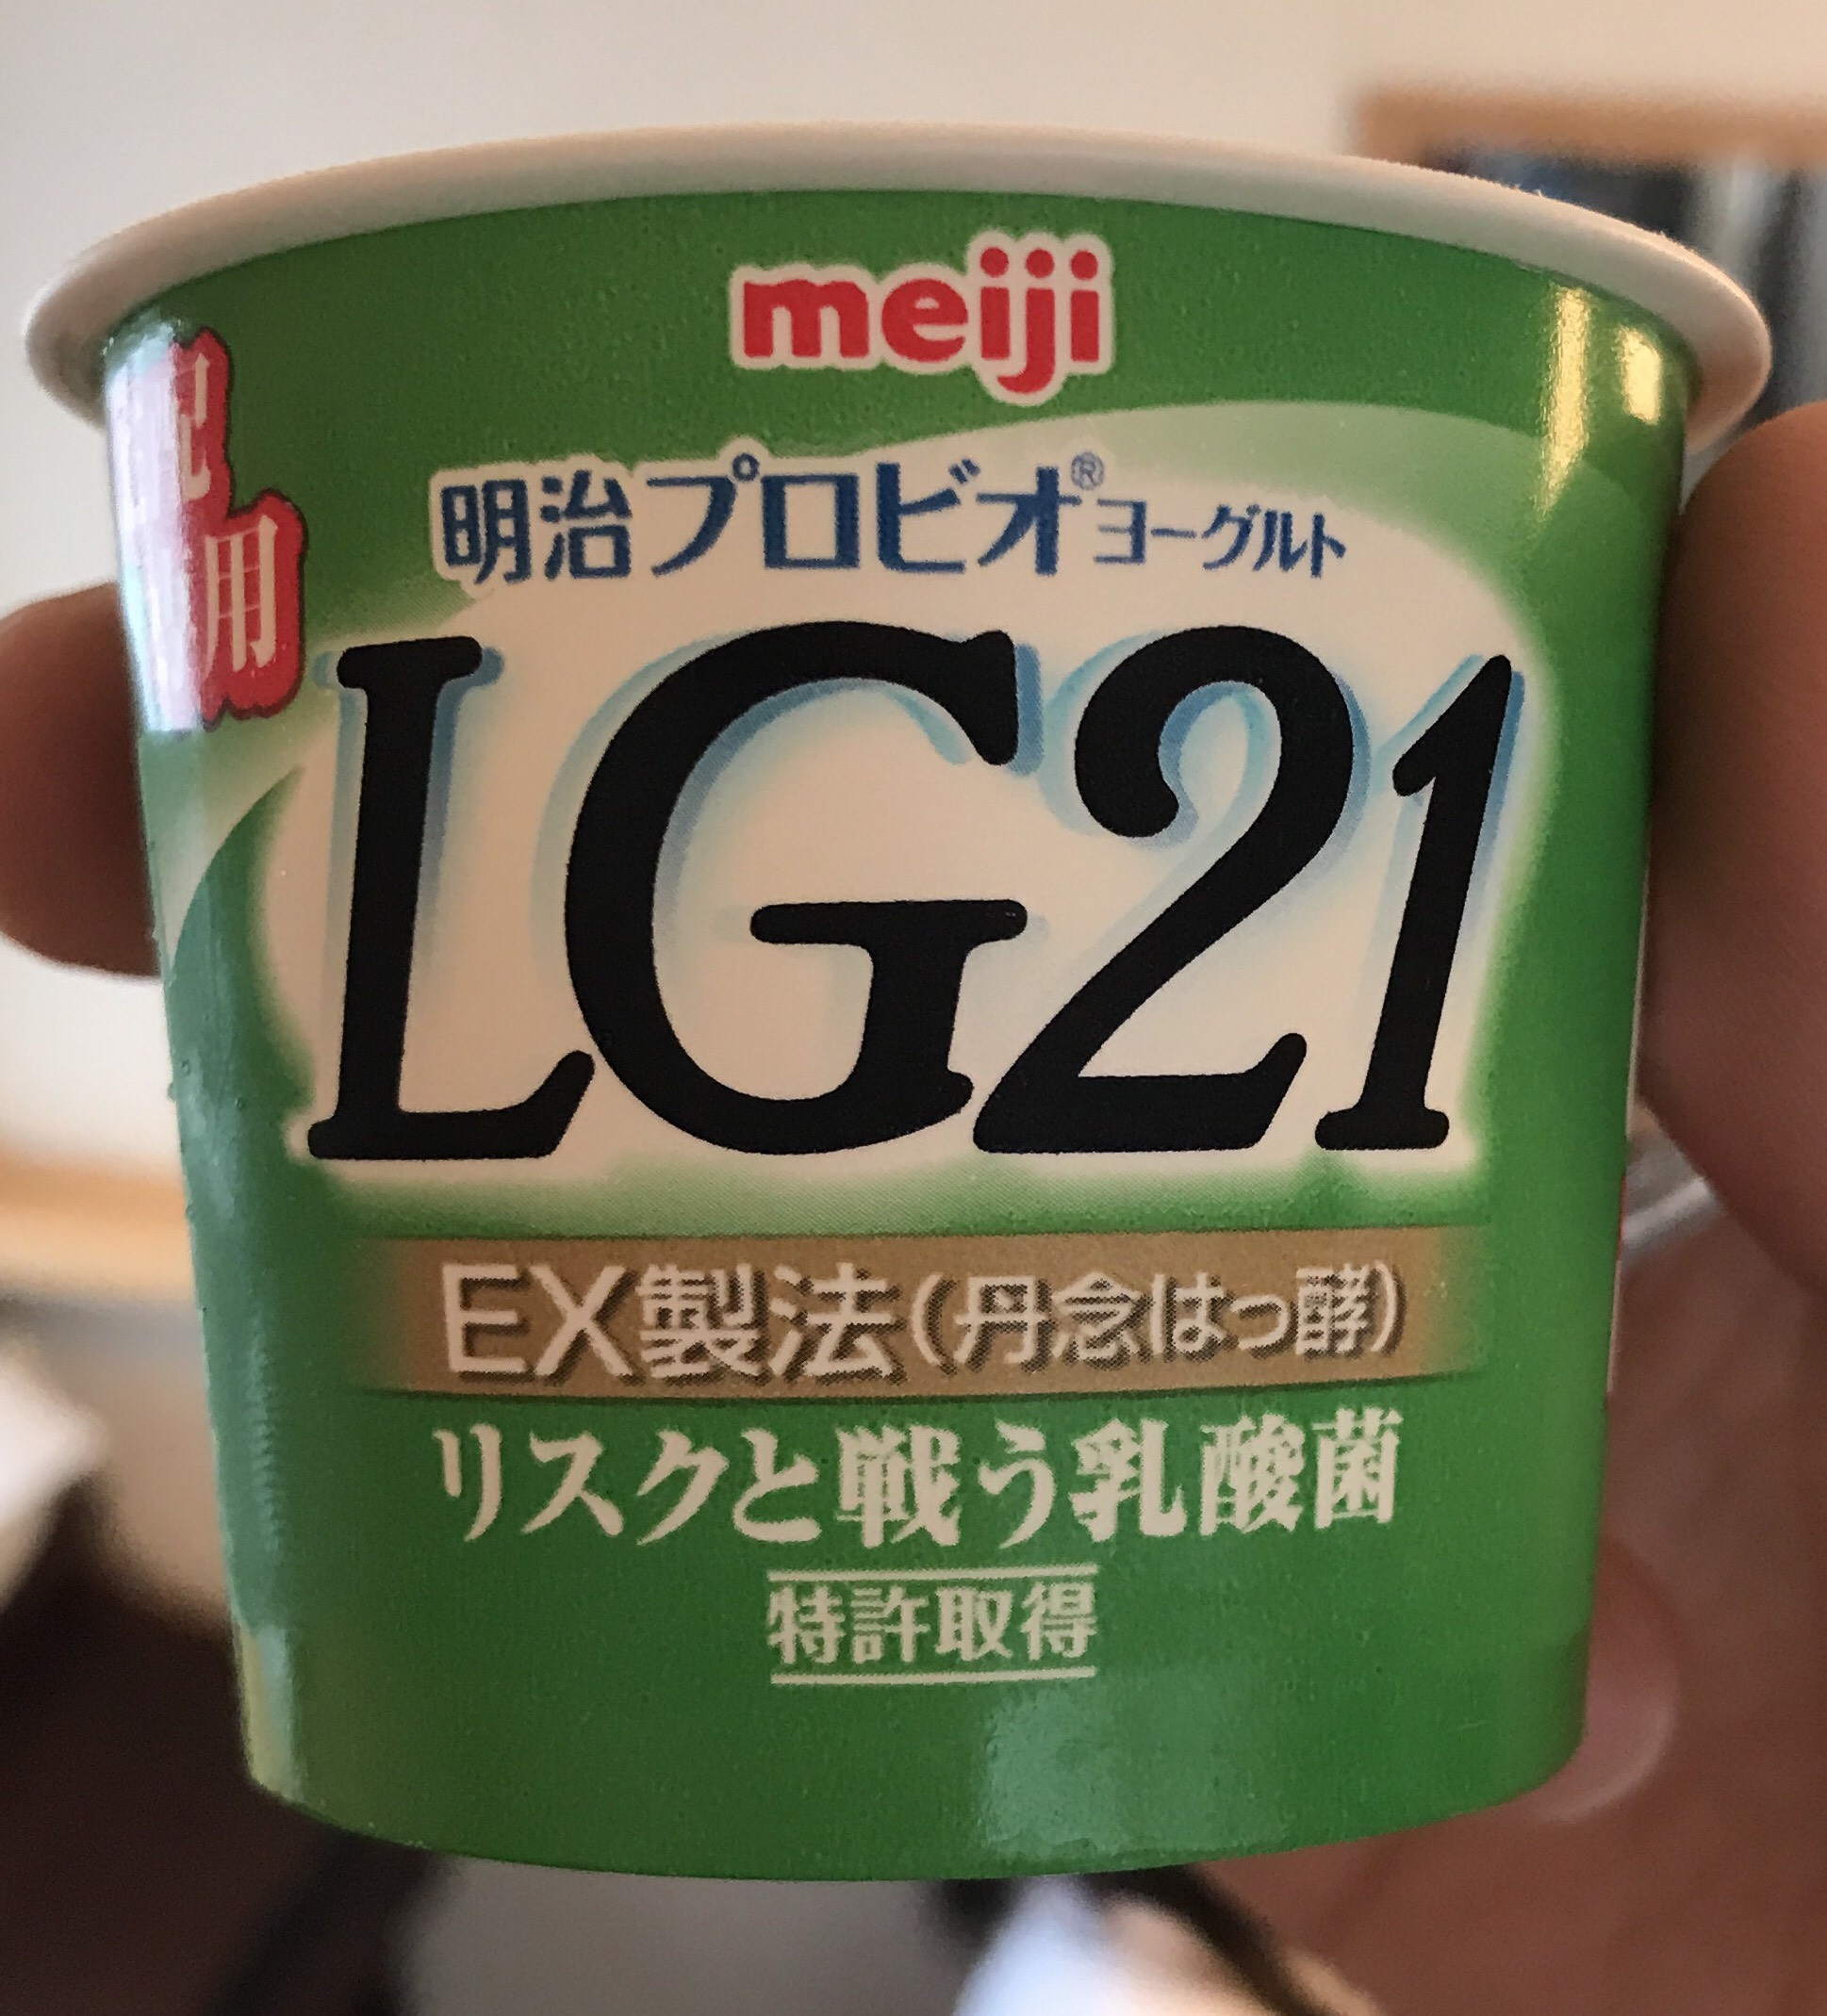 meiji
明治プロビオ®ヨーグルト
LG21
EX製法(丹念はっ酵)
リスクと戦う乳酸菌
特許取得
用